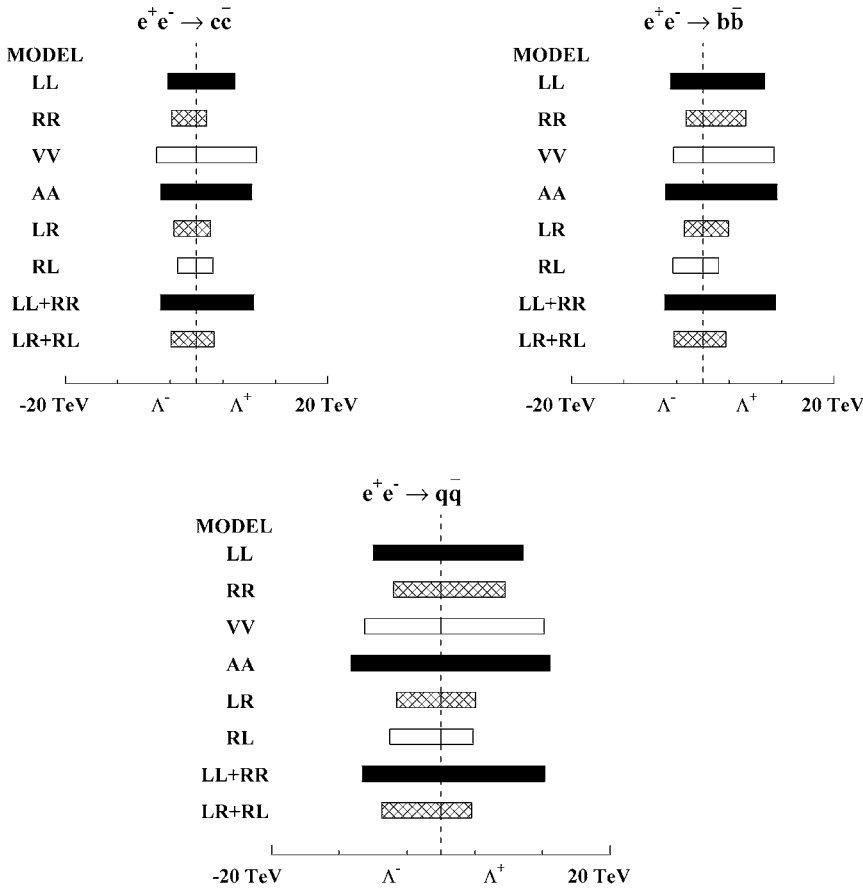 e⁺e⁻ → cc̄
MODEL
LL
RR
VV
AA
LR
RL
LL+RR
LR+RL
-20 TeV Λ⁻ Λ⁺ 20 TeV
e⁺e⁻ → bb̄
MODEL
LL
RR
VV
AA
LR
RL
LL+RR
LR+RL
-20 TeV Λ⁻ Λ⁺ 20 TeV
e⁺e⁻ → qq̄
MODEL
LL
RR
VV
AA
LR
RL
LL+RR
LR+RL
-20 TeV Λ⁻ Λ⁺ 20 TeV